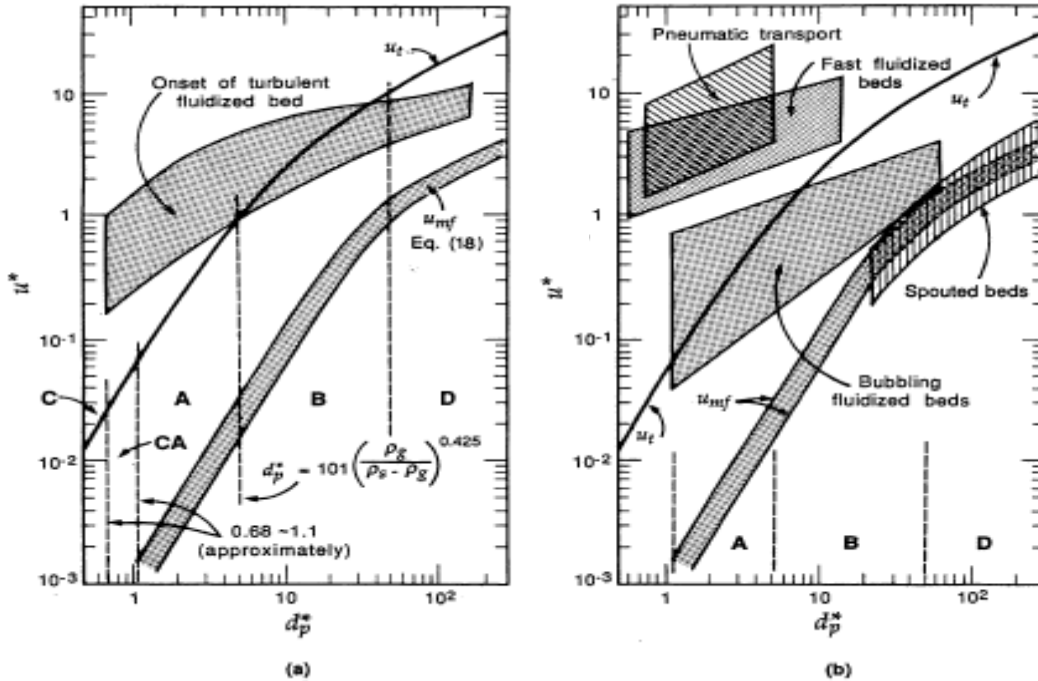 u_t
Onset of turbulent
fluidized bed
u_mf
Eq. (18)
C
A
B
D
CA
d_p^* = 101 (ρ_g / (ρ_s - ρ_g))^0.425
0.68 ~1.1
(approximately)
10
1
10^-1
10^-2
10^-3
u*
1
10
10^2
d_p^*
(a)
Pneumatic transport
Fast fluidized
beds
u_t
Spouted beds
Bubbling
fluidized beds
u_mf
u_t
A
B
D
10
1
10^-1
10^-2
10^-3
u*
1
10
10^2
d_p^*
(b)